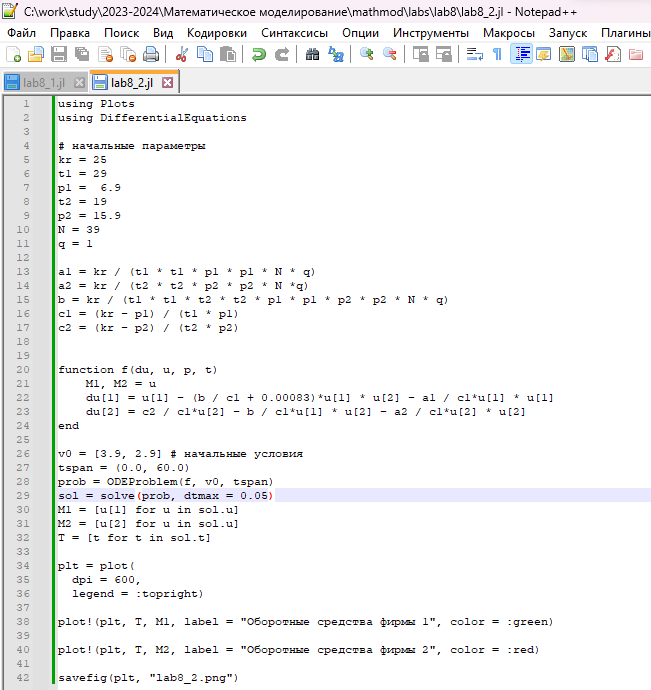 C:\work\study\2023-2024\Математическое моделирование\mathmod\labs\lab8\lab8_2.jl - Notepad++
Файл Правка Поиск Вид Кодировки Синтаксисы Опции Инструменты Макросы Запуск Плагины
lab8_1.jl lab8_2.jl
1 using Plots
2 using DifferentialEquations
3
4 # начальные параметры
5 kr = 25
6 t1 = 29
7 p1 =  6.9
8 t2 = 19
9 p2 = 15.9
10 N = 39
11 q = 1
12
13 a1 = kr / (t1 * t1 * p1 * p1 * N * q)
14 a2 = kr / (t2 * t2 * p2 * p2 * N *q)
15 b = kr / (t1 * t1 * t2 * t2 * p1 * p1 * p2 * p2 * N * q)
16 c1 = (kr - p1) / (t1 * p1)
17 c2 = (kr - p2) / (t2 * p2)
18
19
20 function f(du, u, p, t)
21     M1, M2 = u
22     du[1] = u[1] - (b / c1 + 0.00083)*u[1] * u[2] - a1 / c1*u[1] * u[1]
23     du[2] = c2 / c1*u[2] - b / c1*u[1] * u[2] - a2 / c1*u[2] * u[2]
24 end
25
26 v0 = [3.9, 2.9] # начальные условия
27 tspan = (0.0, 60.0)
28 prob = ODEProblem(f, v0, tspan)
29 sol = solve(prob, dtmax = 0.05)
30 M1 = [u[1] for u in sol.u]
31 M2 = [u[2] for u in sol.u]
32 T = [t for t in sol.t]
33
34 plt = plot(
35   dpi = 600,
36   legend = :topright)
37
38 plot!(plt, T, M1, label = "Оборотные средства фирмы 1", color = :green)
39
40 plot!(plt, T, M2, label = "Оборотные средства фирмы 2", color = :red)
41
42 savefig(plt, "lab8_2.png")